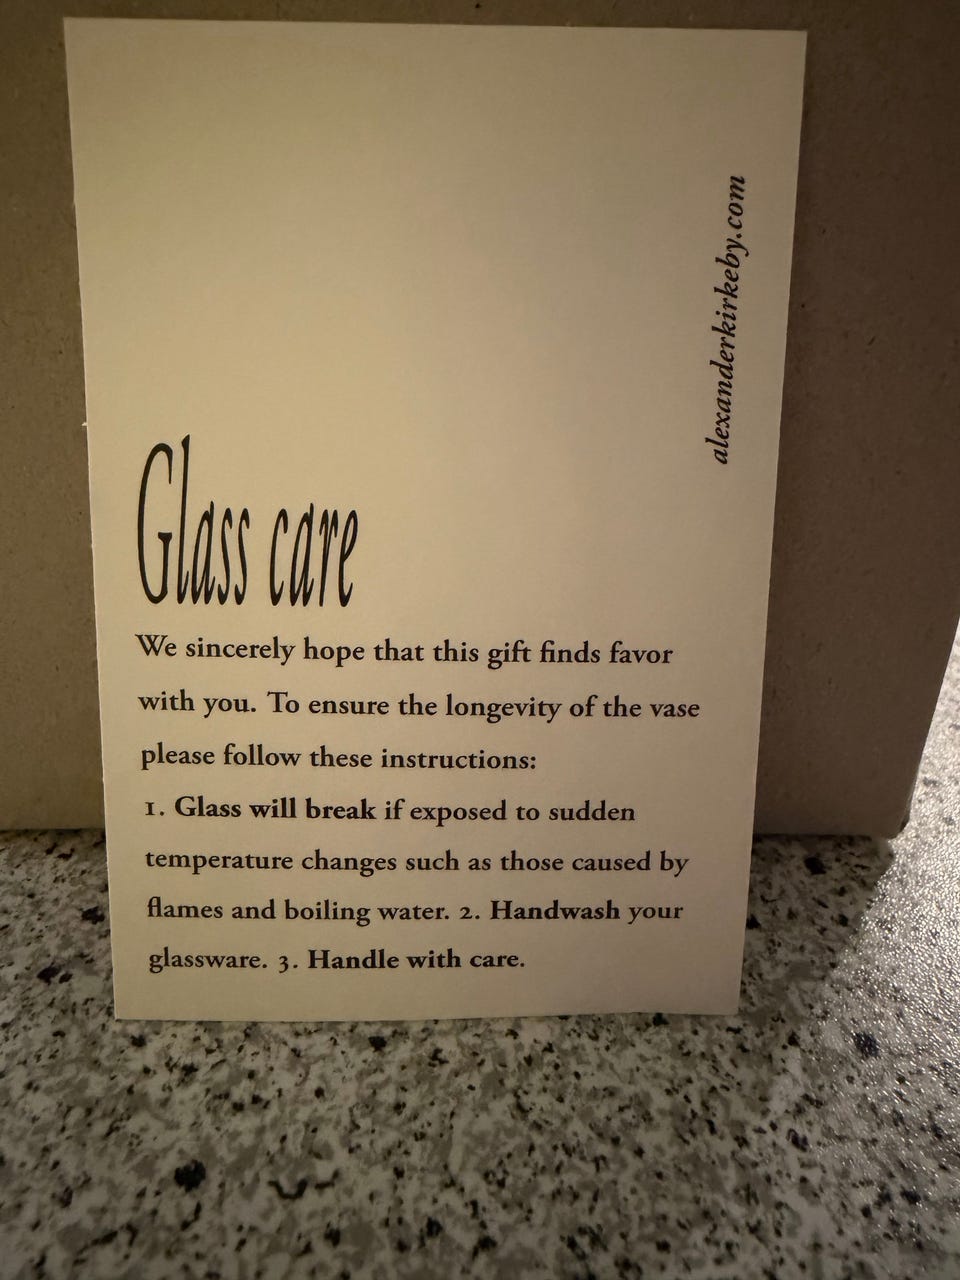 alexanderkirkeby.com
Glass care
We sincerely hope that this gift finds favor
with you. To ensure the longevity of the vase
please follow these instructions:
1. Glass will break if exposed to sudden
temperature changes such as those caused by
flames and boiling water. 2. Handwash your
glassware. 3. Handle with care.